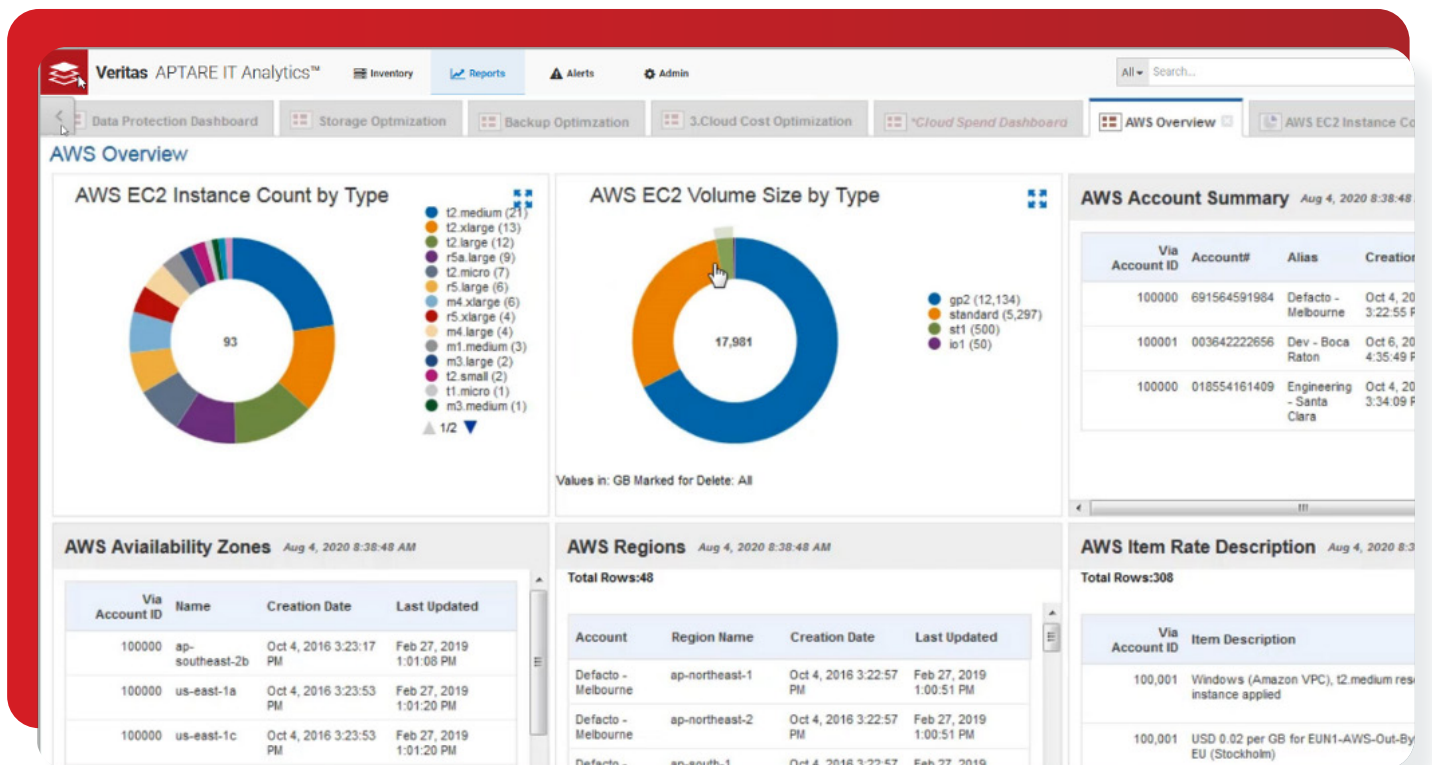 Veritas APTARE IT Analytics™
Inventory
Reports
Alerts
Admin
All
Search...
Data Protection Dashboard
Storage Optmization
Backup Optimzation
3.Cloud Cost Optimization
*Cloud Spend Dashboard
AWS Overview
AWS EC2 Instance
AWS Overview
AWS EC2 Instance Count by Type
t2.medium (21)
t2.xlarge (13)
t2.large (12)
r5a.large (9)
t2.micro (7)
r5.large (6)
m4.xlarge (6)
r5.xlarge (4)
m4.large (4)
m1.medium (3)
m3.large (2)
t2.small (2)
t1.micro (1)
m3.medium (1)
93
1/2
AWS EC2 Volume Size by Type
gp2 (12,134)
standard (5,297)
st1 (500)
io1 (50)
17,981
Values in: GB Marked for Delete: All
AWS Account Summary Aug 4, 2020 8:38:48
Via
Account ID
Account#
Alias
Creation
100000 691564591984 Defacto - Oct 4, 20
Melbourne 3:22:55 P
100001 003642222656 Dev - Boca Oct 6, 20
Raton 4:35:49 P
100000 018554161409 Engineering Oct 4, 20
- Santa 3:34:09 P
Clara
AWS Aviailability Zones Aug 4, 2020 8:38:48 AM
Via
Account ID
Name
Creation Date
Last Updated
100000 ap- Oct 4, 2016 3:23:17 Feb 27, 2019
southeast-2b PM 1:01:08 PM
100000 us-east-1a Oct 4, 2016 3:23:53 Feb 27, 2019
PM 1:01:20 PM
100000 us-east-1c Oct 4, 2016 3:23:53 Feb 27, 2019
PM 1:01:20 PM
AWS Regions Aug 4, 2020 8:38:48 AM
Total Rows:48
Account
Region Name
Creation Date
Last Updated
Defacto - ap-northeast-1 Oct 4, 2016 3:22:57 Feb 27, 2019
Melbourne PM 1:00:51 PM
Defacto - ap-northeast-2 Oct 4, 2016 3:22:57 Feb 27, 2019
Melbourne PM 1:00:51 PM
Defacto - ap-south-1 Oct 4, 2016 3:22:57 Feb 27, 2019
AWS Item Rate Description Aug 4, 2020 8:3
Total Rows:308
Via
Account ID
Item Description
100,001 Windows (Amazon VPC), t2.medium res
instance applied
100,001 USD 0.02 per GB for EUN1-AWS-Out-By
EU (Stockholm)